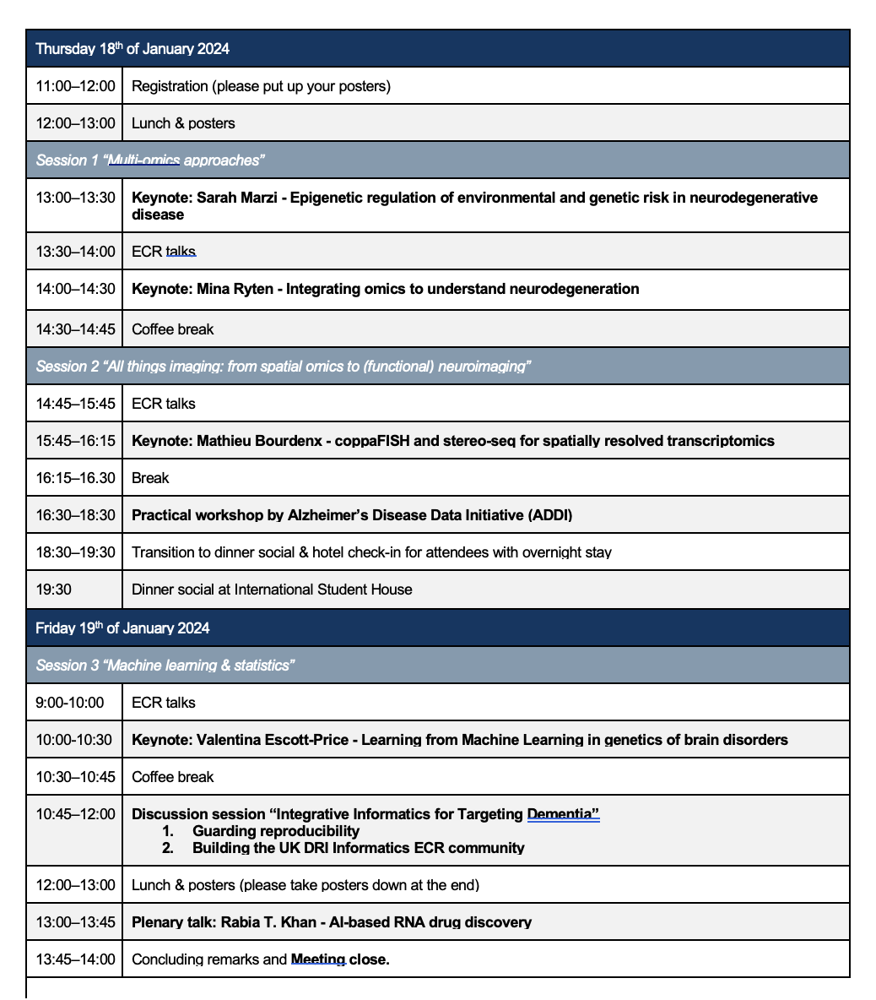 Thursday 18th of January 2024
11:00–12:00 Registration (please put up your posters)
12:00–13:00 Lunch & posters
Session 1 “Multi-omics approaches”
13:00–13:30 Keynote: Sarah Marzi - Epigenetic regulation of environmental and genetic risk in neurodegenerative
disease
13:30–14:00 ECR talks
14:00–14:30 Keynote: Mina Ryten - Integrating omics to understand neurodegeneration
14:30–14:45 Coffee break
Session 2 “All things imaging: from spatial omics to (functional) neuroimaging”
14:45–15:45 ECR talks
15:45–16:15 Keynote: Mathieu Bourdenx - coppaFISH and stereo-seq for spatially resolved transcriptomics
16:15–16.30 Break
16:30–18:30 Practical workshop by Alzheimer’s Disease Data Initiative (ADDI)
18:30–19:30 Transition to dinner social & hotel check-in for attendees with overnight stay
19:30 Dinner social at International Student House
Friday 19th of January 2024
Session 3 “Machine learning & statistics”
9:00-10:00 ECR talks
10:00-10:30 Keynote: Valentina Escott-Price - Learning from Machine Learning in genetics of brain disorders
10:30–10:45 Coffee break
10:45–12:00 Discussion session “Integrative Informatics for Targeting Dementia”
1. Guarding reproducibility
2. Building the UK DRI Informatics ECR community
12:00–13:00 Lunch & posters (please take posters down at the end)
13:00–13:45 Plenary talk: Rabia T. Khan - AI-based RNA drug discovery
13:45–14:00 Concluding remarks and Meeting close.